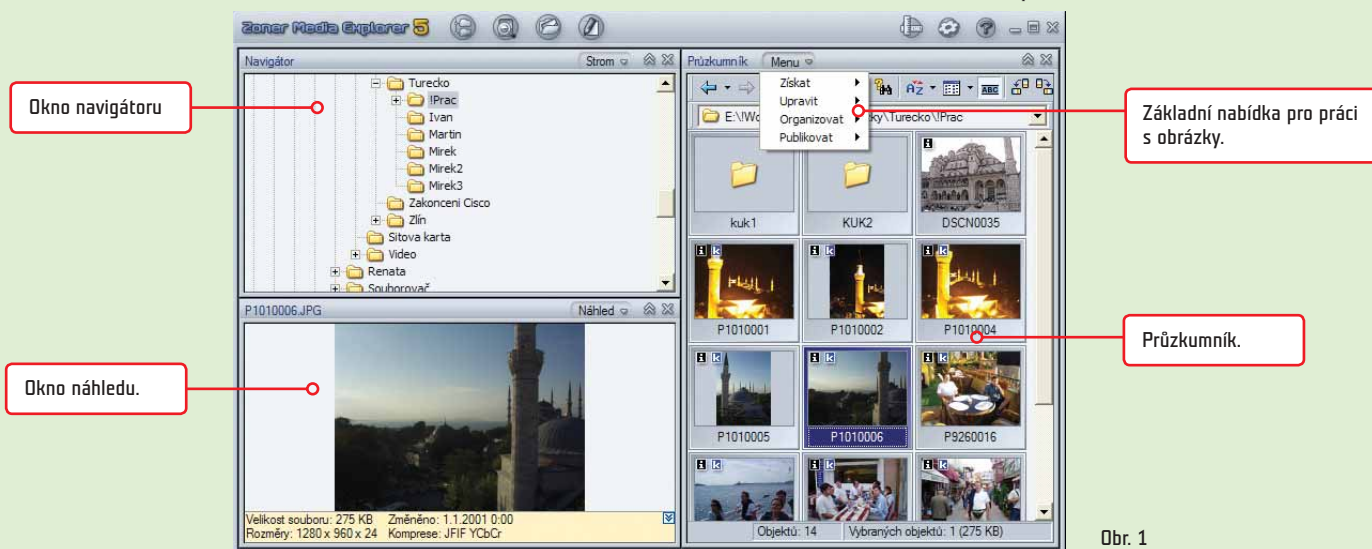 Zoner Media Explorer 5
Navigátor
Strom
Turecko
!Prac
Ivan
Martin
Mirek
Mirek2
Mirek3
Zakonceni Cisco
Zlín
Sitova karta
Video
Renata
Souborovač
P1010006.JPG
Náhled
Velikost souboru: 275 KB Změněno: 1.1.2001 0:00
Rozměry: 1280 x 960 x 24 Komprese: JFIF YCbCr
Průzkumník
Menu
Získat
Upravit
Organizovat
Publikovat
ABC
ky\Turecko\!Prac
kuk1
KUK2
DSCN0035
P1010001
P1010002
P1010004
P1010005
P1010006
P9260016
Objektů: 14
Vybraných objektů: 1 (275 KB)
Okno navigátoru
Okno náhledu.
Základní nabídka pro práci
s obrázky.
Průzkumník.
Obr. 1